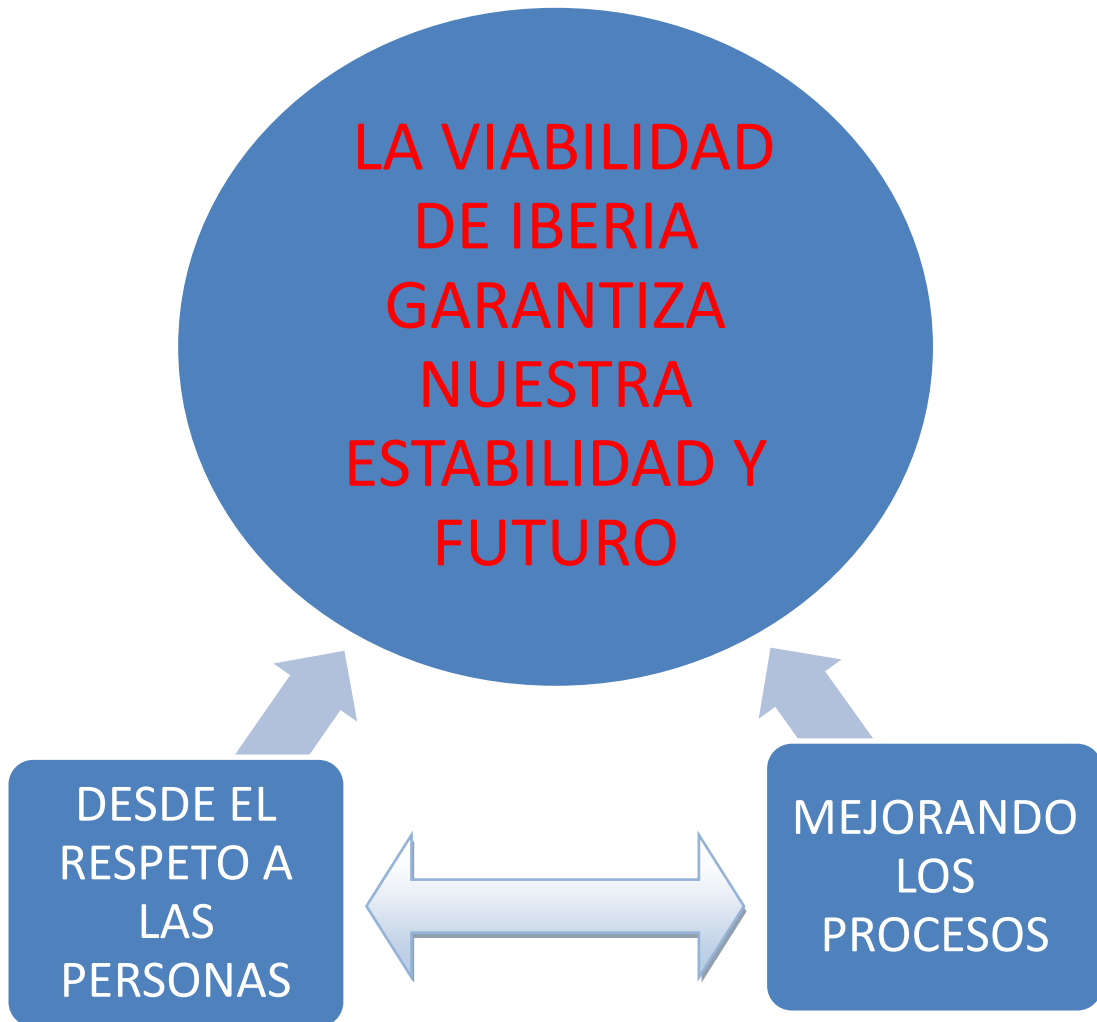 LA VIABILIDAD
DE IBERIA
GARANTIZA
NUESTRA
ESTABILIDAD Y
FUTURO
DESDE EL
RESPETO A
LAS
PERSONAS
MEJORANDO
LOS
PROCESOS